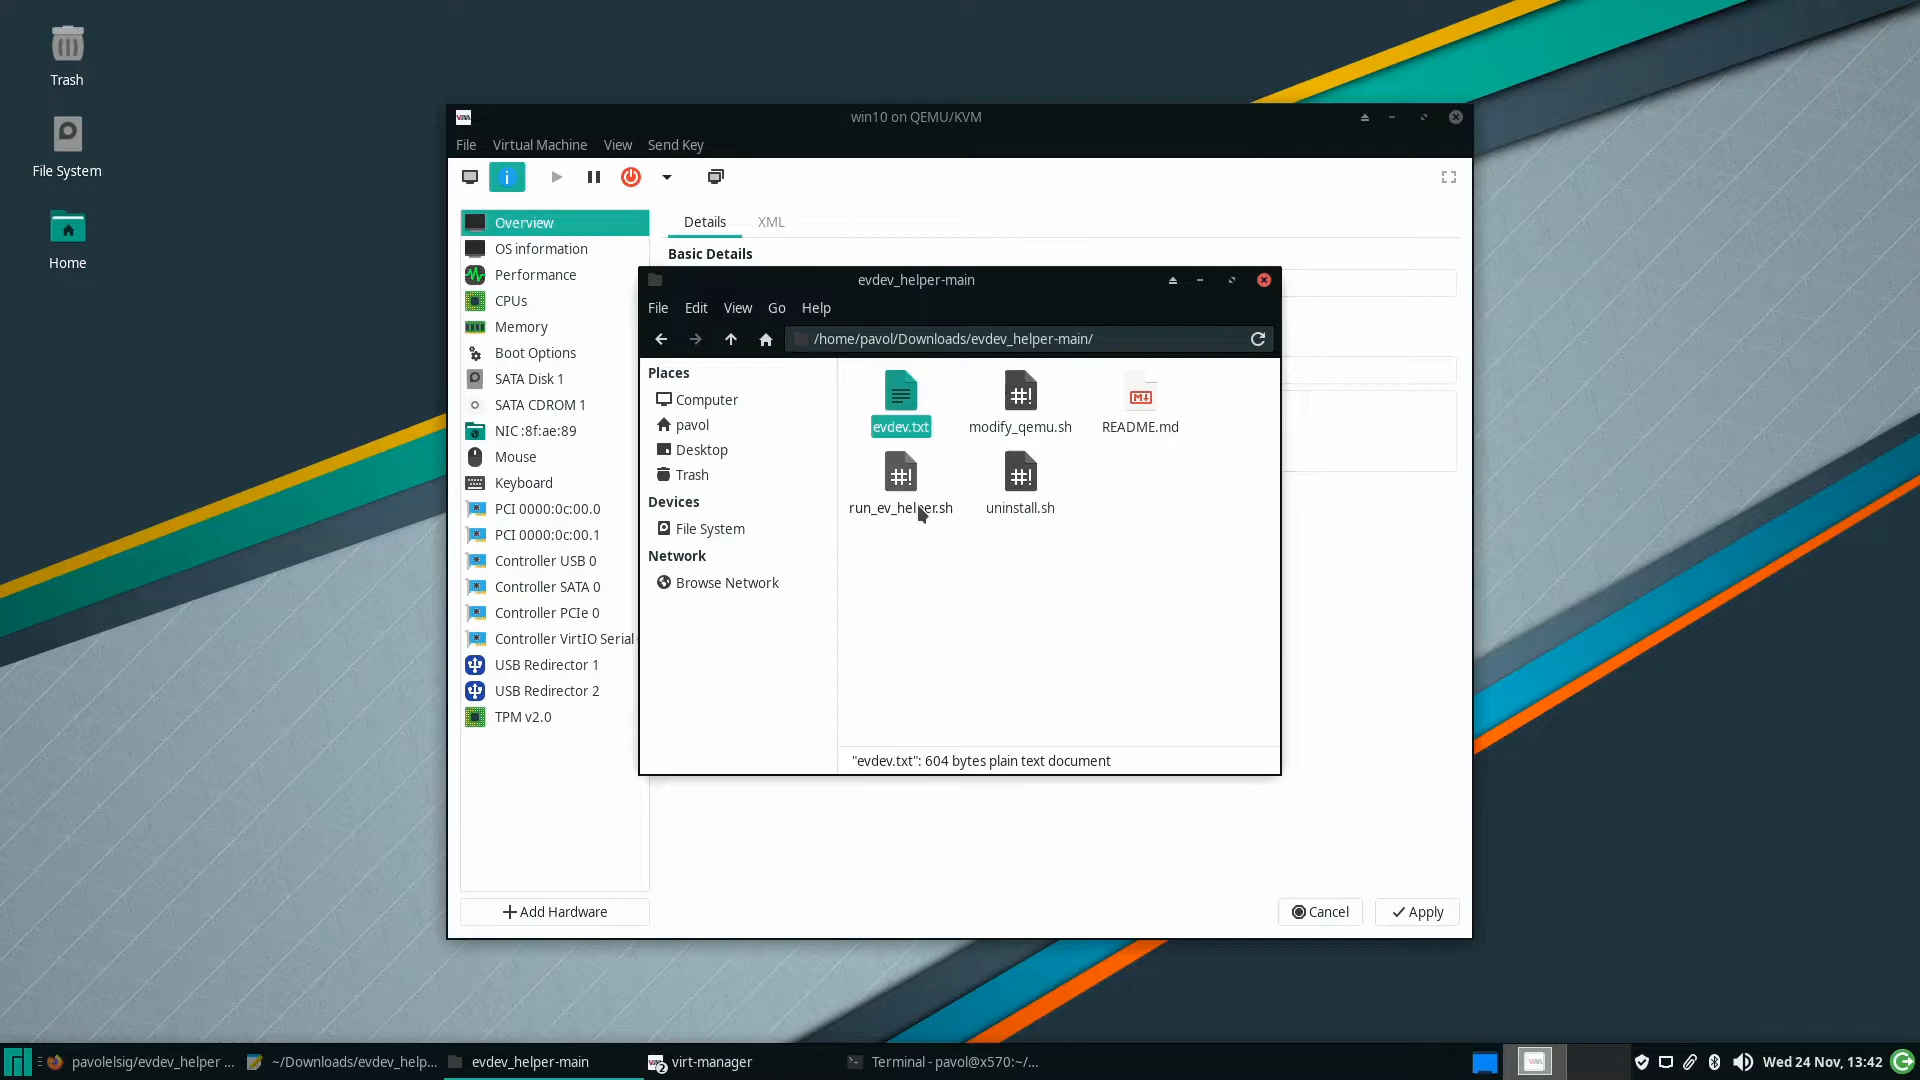 Trash
File System
Home
win10 on QEMU/KVM
File Virtual Machine View Send Key
Overview
OS information
Performance
CPUs
Memory
Boot Options
SATA Disk 1
SATA CDROM 1
NIC :8f:ae:89
Mouse
Keyboard
PCI 0000:0c:00.0
PCI 0000:0c:00.1
Controller USB 0
Controller SATA 0
Controller PCIe 0
Controller VirtIO Serial
USB Redirector 1
USB Redirector 2
TPM v2.0
Add Hardware
Details XML
Basic Details
evdev_helper-main
File Edit View Go Help
/home/pavol/Downloads/evdev_helper-main/
Places
Computer
pavol
Desktop
Trash
Devices
File System
Network
Browse Network
evdev.txt modify_qemu.sh README.md
run_ev_helper.sh uninstall.sh
"evdev.txt": 604 bytes plain text document
Cancel Apply
pavolelsig/evdev_helper ... ~/Downloads/evdev_help... evdev_helper-main virt-manager Terminal - pavol@x570:~/... Wed 24 Nov, 13:42